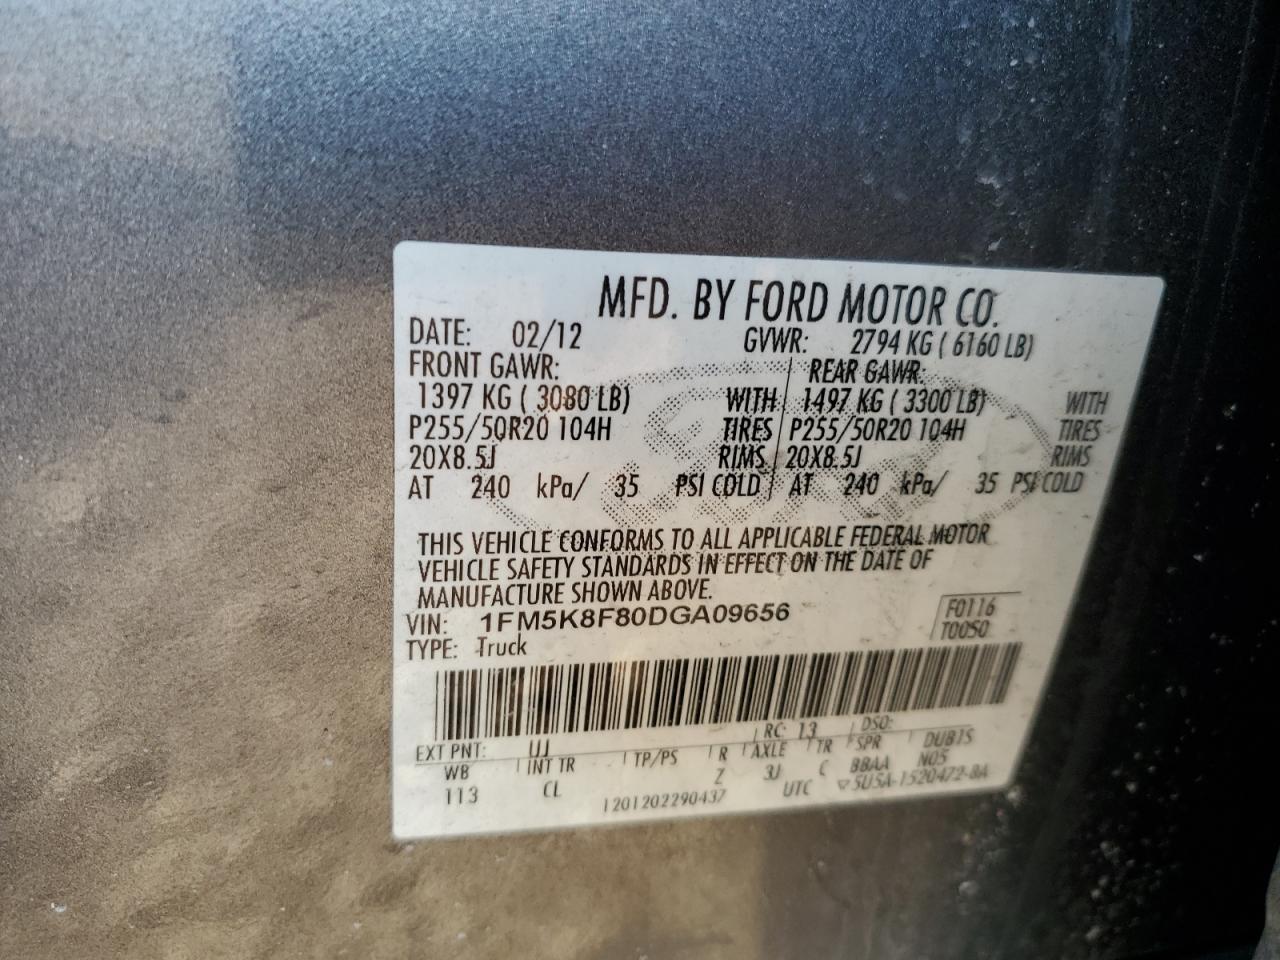 MFD. BY FORD MOTOR CO.
DATE: 02/12 GVWR: 2794 KG ( 6160 LB)
FRONT GAWR: REAR GAWR:
1397 KG ( 3080 LB) WITH 1497 KG ( 3300 LB) WITH
P255/50R20 104H TIRES P255/50R20 104H TIRES
20X8.5J RIMS 20X8.5J RIMS
AT 240 kPa/ 35 PSI COLD AT 240 kPa/ 35 PSI COLD
THIS VEHICLE CONFORMS TO ALL APPLICABLE FEDERAL MOTOR
VEHICLE SAFETY STANDARDS IN EFFECT ON THE DATE OF
MANUFACTURE SHOWN ABOVE.
VIN: 1FM5K8F80DGA09656 F0116
TYPE: Truck T0050
EXT PNT: UJ RC: 13 DSO:
WB INT TR TP/PS R AXLE TR SPR DUB1S
113 CL Z 3J C BBAA N05
1201202290437 UTC ▽5USA-1520472-BA